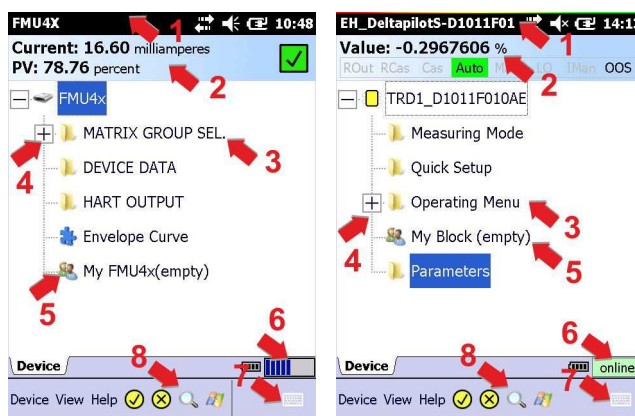 FMU4X 1 10:48
Current: 16.60 milliamperes
PV: 78.76 percent 2
FMU4x
MATRIX GROUP SEL.
4 3
DEVICE DATA
HART OUTPUT
Envelope Curve
My FMU4x(empty)
5
6
Device 8 7
Device View Help
EH_DeltapilotS-D1011F01 1
Value: -0.2967606 %
ROut RCas Cas Auto LO IMan OOS
2
TRD1_D1011F010AE
Measuring Mode
Quick Setup
Operating Menu
3
4
My Block (empty)
5
Parameters
6
Device 8 7 online
Device View Help